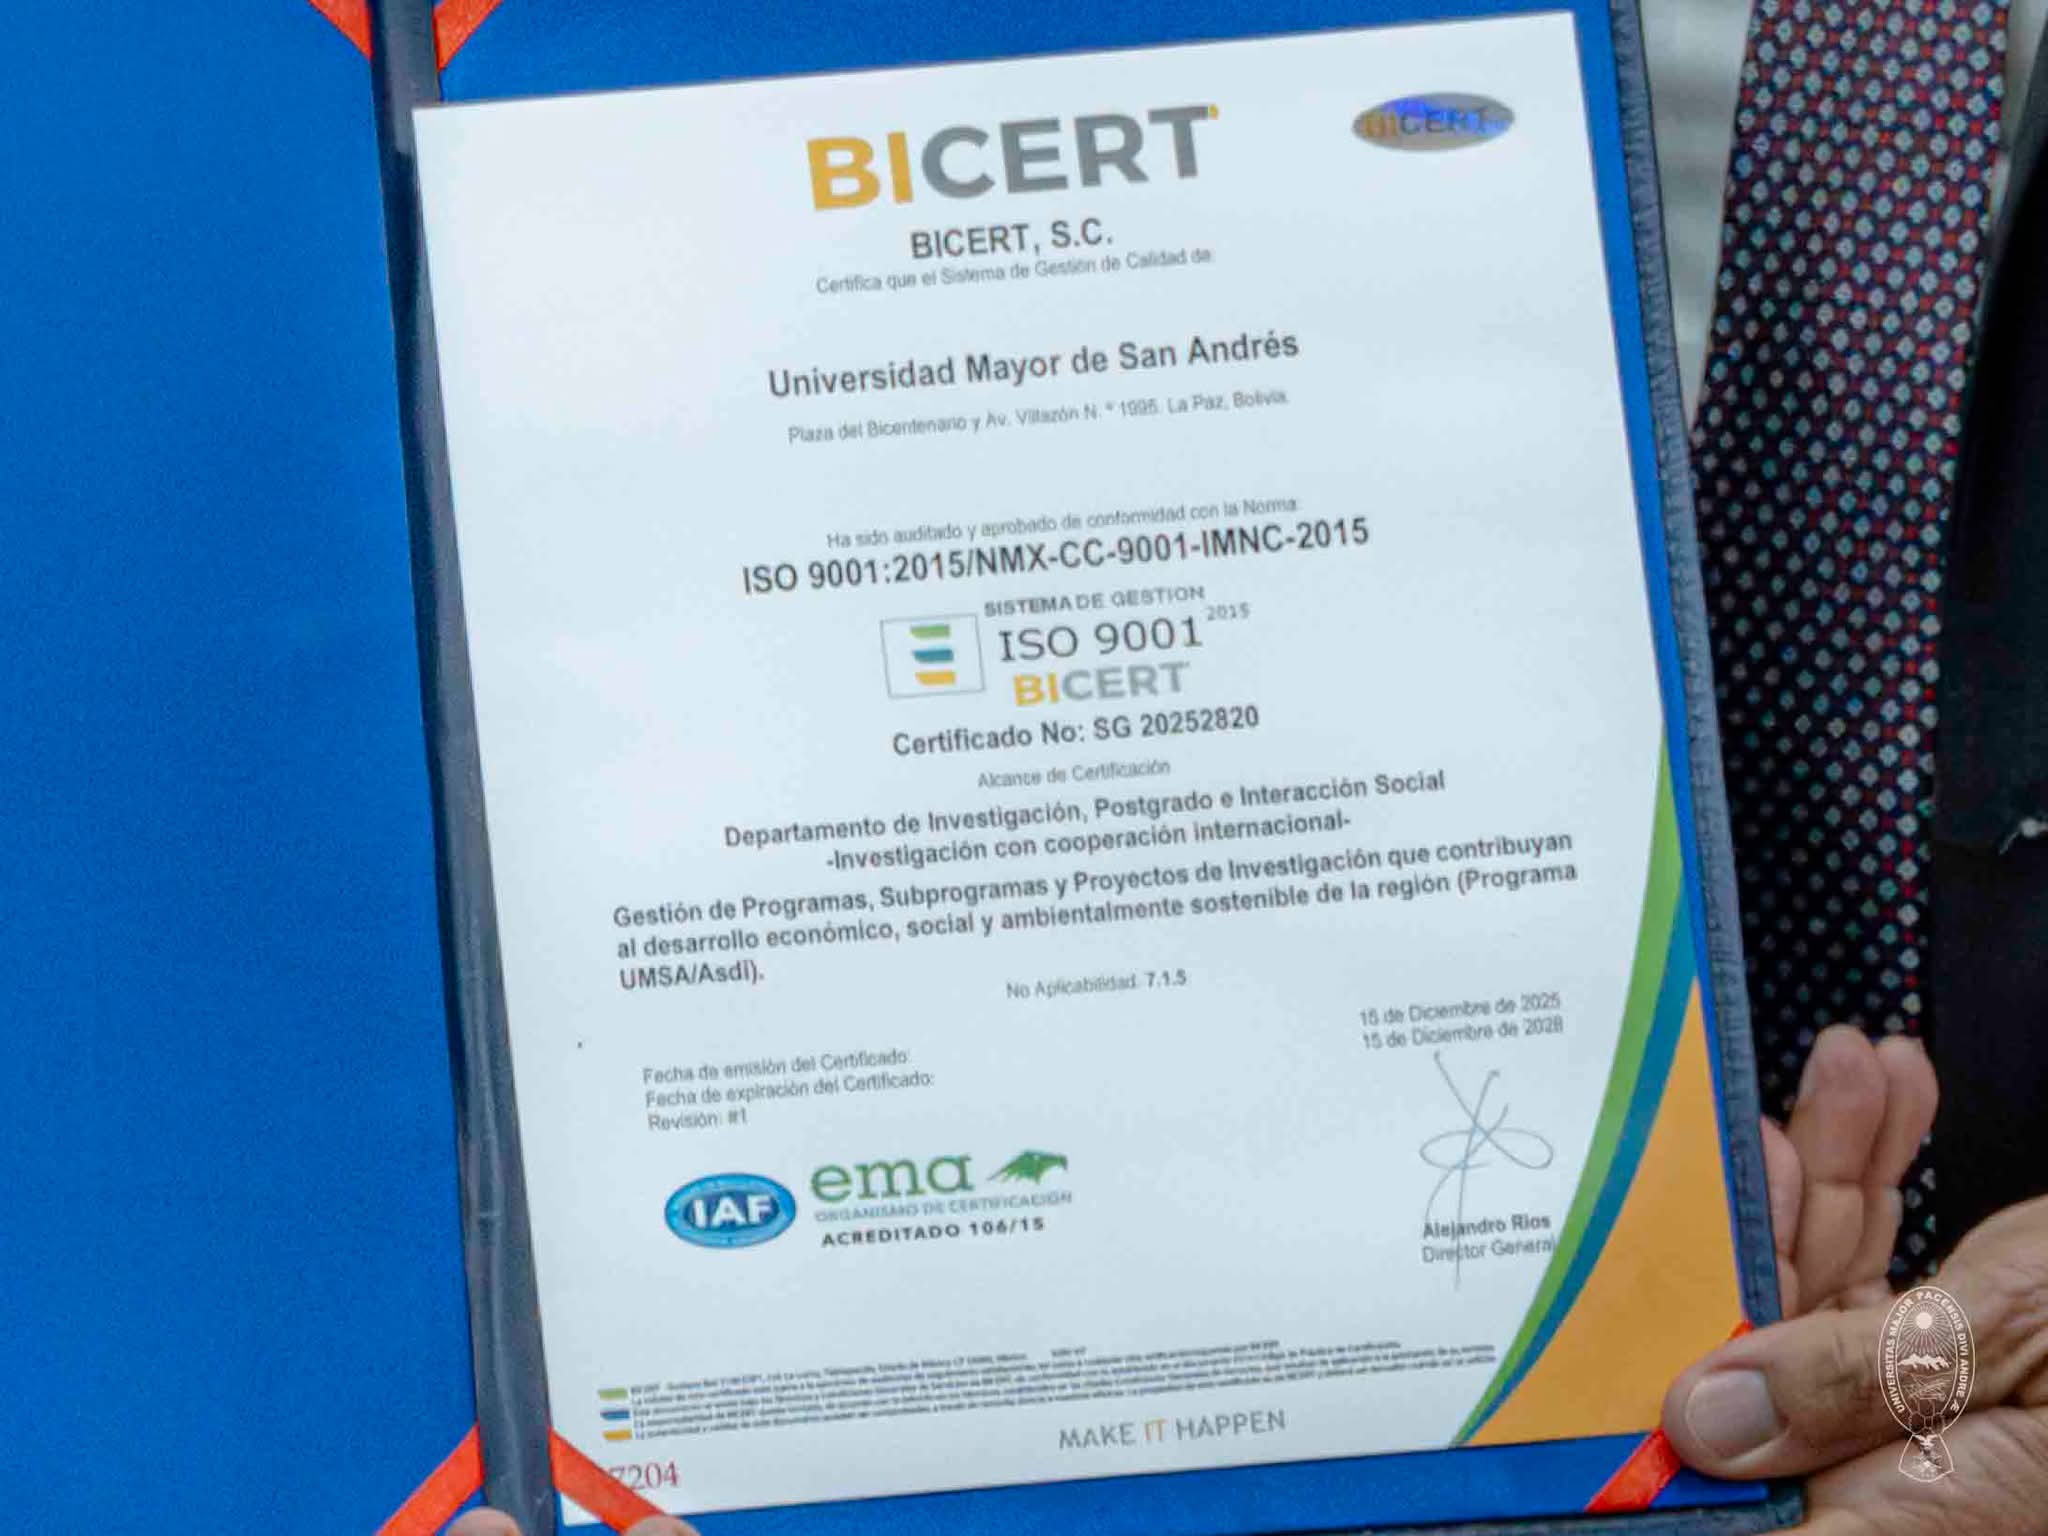 BICERT
BICERT
BICERT, S.C.
Certifica que el Sistema de Gestión de Calidad de:
Universidad Mayor de San Andrés
Plaza del Bicentenario y Av. Villazón N.º 1995. La Paz, Bolivia.
Ha sido auditado y aprobado de conformidad con la Norma:
ISO 9001:2015/NMX-CC-9001-IMNC-2015
SISTEMA DE GESTION
ISO 9001 2015
BICERT
Certificado No: SG 20252820
Alcance de Certificación
Departamento de Investigación, Postgrado e Interacción Social
-Investigación con cooperación internacional-
Gestión de Programas, Subprogramas y Proyectos de Investigación que contribuyan
al desarrollo económico, social y ambientalmente sostenible de la región (Programa
UMSA/Asdi).
No Aplicabilidad. 7.1.5
15 de Diciembre de 2025
15 de Diciembre de 2028
Fecha de emisión del Certificado:
Fecha de expiración del Certificado:
Revisión: #1
IAF
ema
ORGANISMO DE CERTIFICACIÓN
ACREDITADO 106/15
Alejandro Rios
Director General
MAKE IT HAPPEN
7204
UNIVERSITAS MAIOR PACENSIS DIVI ANDRE Æ